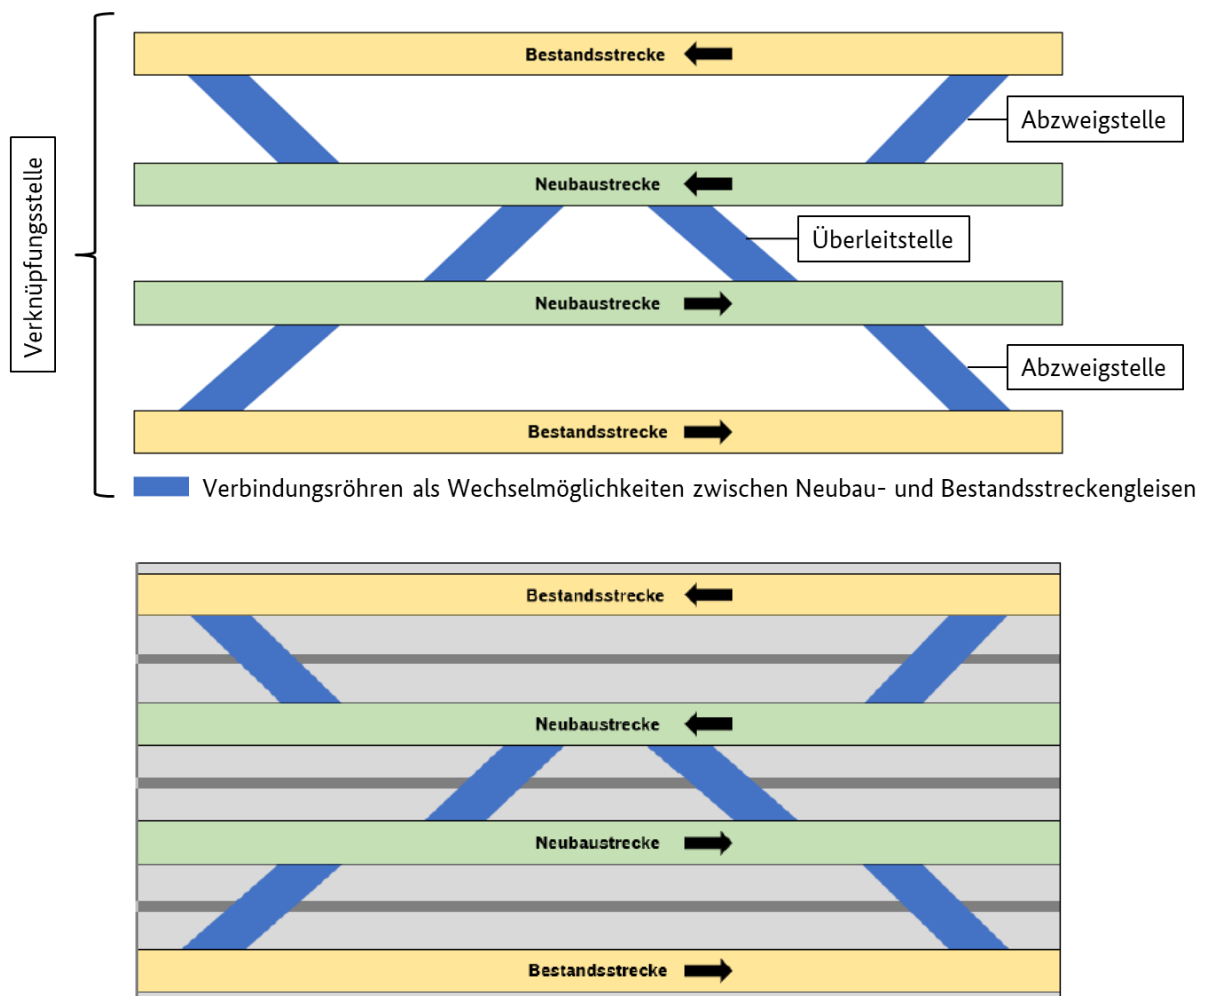 Bestandsstrecke
Abzweigstelle
Neubaustrecke
Verknüpfungsstelle
Überleitstelle
Neubaustrecke
Abzweigstelle
Bestandsstrecke
Verbindungsröhren als Wechselmöglichkeiten zwischen Neubau- und Bestandsstreckengleisen
Bestandsstrecke
Neubaustrecke
Neubaustrecke
Bestandsstrecke